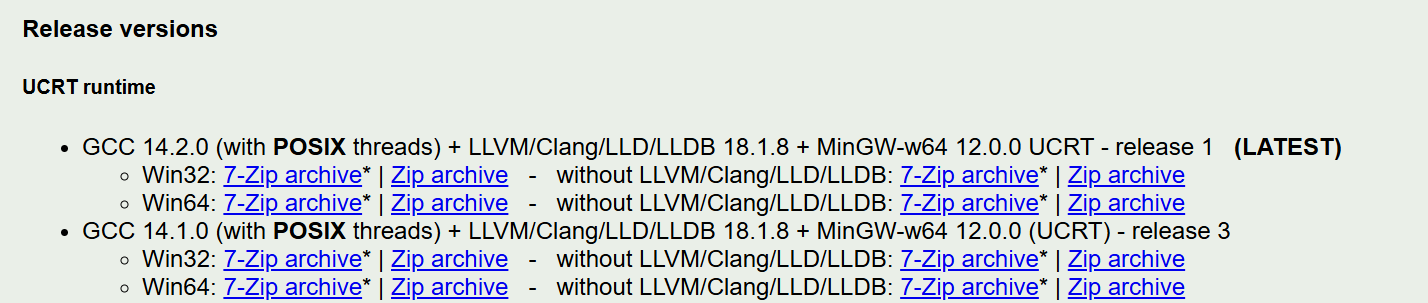 Release versions
UCRT runtime
• GCC 14.2.0 (with POSIX threads) + LLVM/Clang/LLD/LLDB 18.1.8 + MinGW-w64 12.0.0 UCRT - release 1 (LATEST)
◦ Win32: 7-Zip archive* | Zip archive - without LLVM/Clang/LLD/LLDB: 7-Zip archive* | Zip archive
◦ Win64: 7-Zip archive* | Zip archive - without LLVM/Clang/LLD/LLDB: 7-Zip archive* | Zip archive
• GCC 14.1.0 (with POSIX threads) + LLVM/Clang/LLD/LLDB 18.1.8 + MinGW-w64 12.0.0 (UCRT) - release 3
◦ Win32: 7-Zip archive* | Zip archive - without LLVM/Clang/LLD/LLDB: 7-Zip archive* | Zip archive
◦ Win64: 7-Zip archive* | Zip archive - without LLVM/Clang/LLD/LLDB: 7-Zip archive* | Zip archive